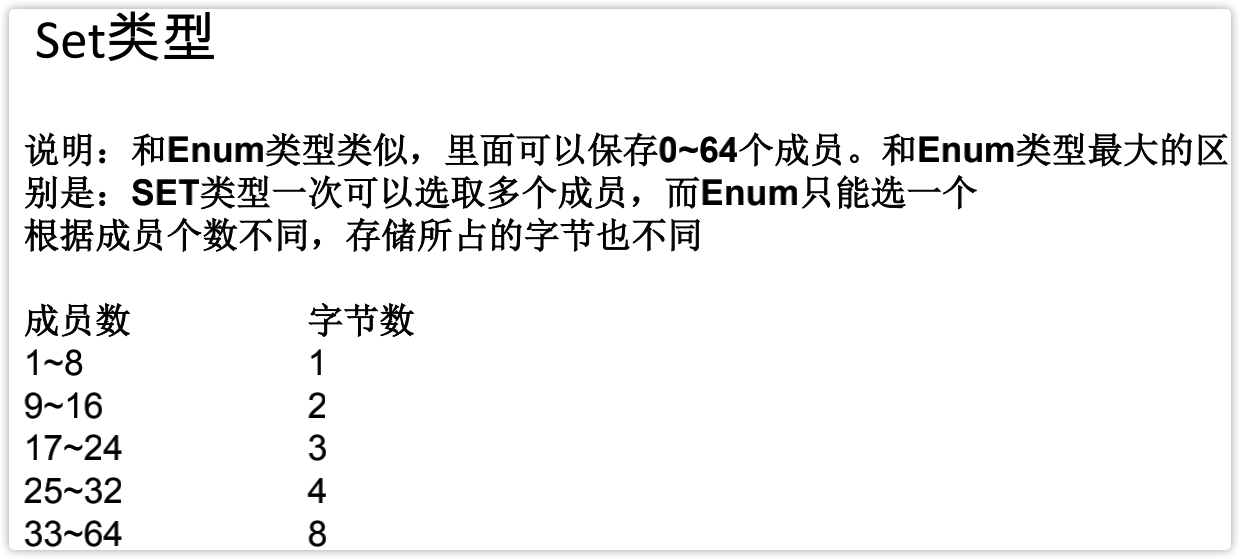 Set类型
说明：和Enum类型类似，里面可以保存0~64个成员。和Enum类型最大的区
别是：SET类型一次可以选取多个成员，而Enum只能选一个
根据成员个数不同，存储所占的字节也不同
成员数 字节数
1~8 1
9~16 2
17~24 3
25~32 4
33~64 8